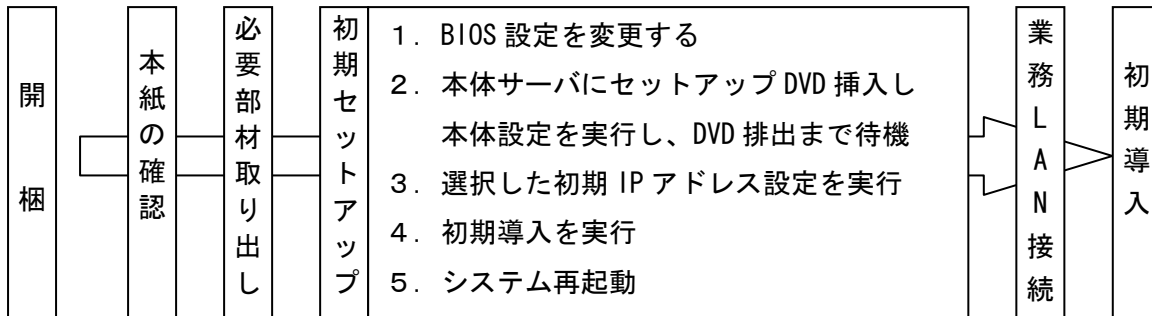 開梱
本紙の確認
必要部材取り出し
初期セットアップ
１．BIOS 設定を変更する
２．本体サーバにセットアップ DVD 挿入し
本体設定を実行し、DVD 排出まで待機
３．選択した初期 IP アドレス設定を実行
４．初期導入を実行
５．システム再起動
業務ＬＡＮ接続
初期導入